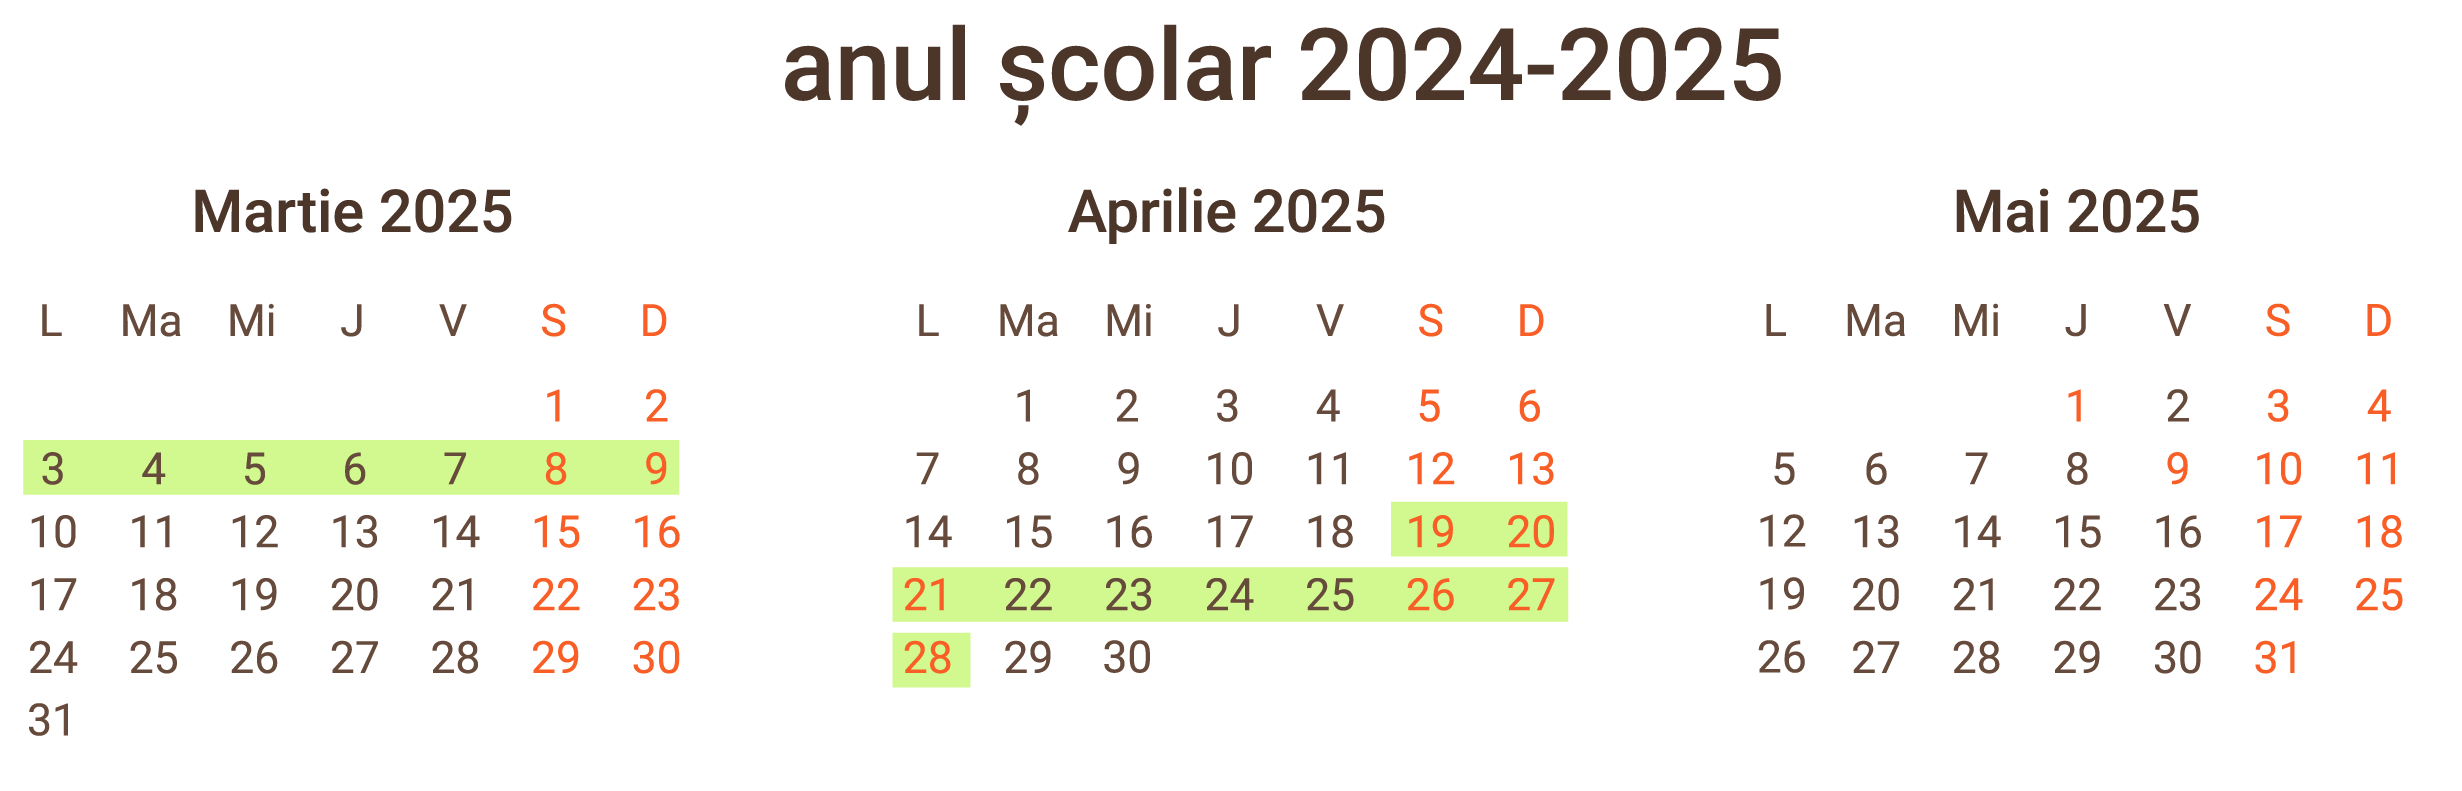 anul școlar 2024-2025
Martie 2025
L Ma Mi J V S D
1 2
3 4 5 6 7 8 9
10 11 12 13 14 15 16
17 18 19 20 21 22 23
24 25 26 27 28 29 30
31
Aprilie 2025
L Ma Mi J V S D
1 2 3 4 5 6
7 8 9 10 11 12 13
14 15 16 17 18 19 20
21 22 23 24 25 26 27
28 29 30
Mai 2025
L Ma Mi J V S D
1 2 3 4
5 6 7 8 9 10 11
12 13 14 15 16 17 18
19 20 21 22 23 24 25
26 27 28 29 30 31